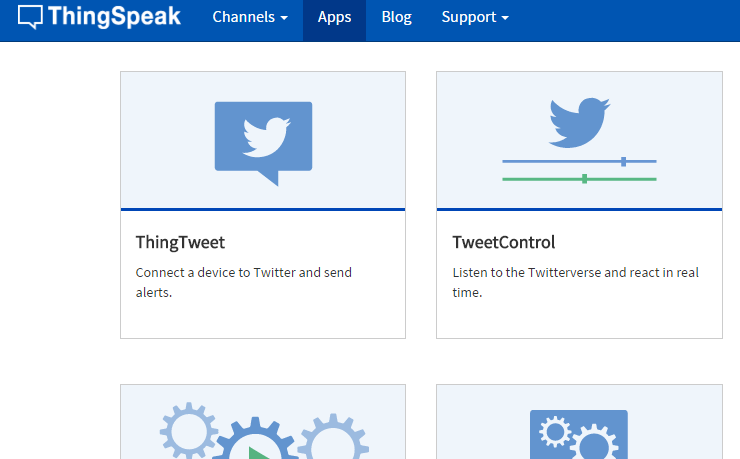 ThingSpeak Channels Apps Blog Support
ThingTweet
Connect a device to Twitter and send
alerts.
TweetControl
Listen to the Twitterverse and react in real
time.